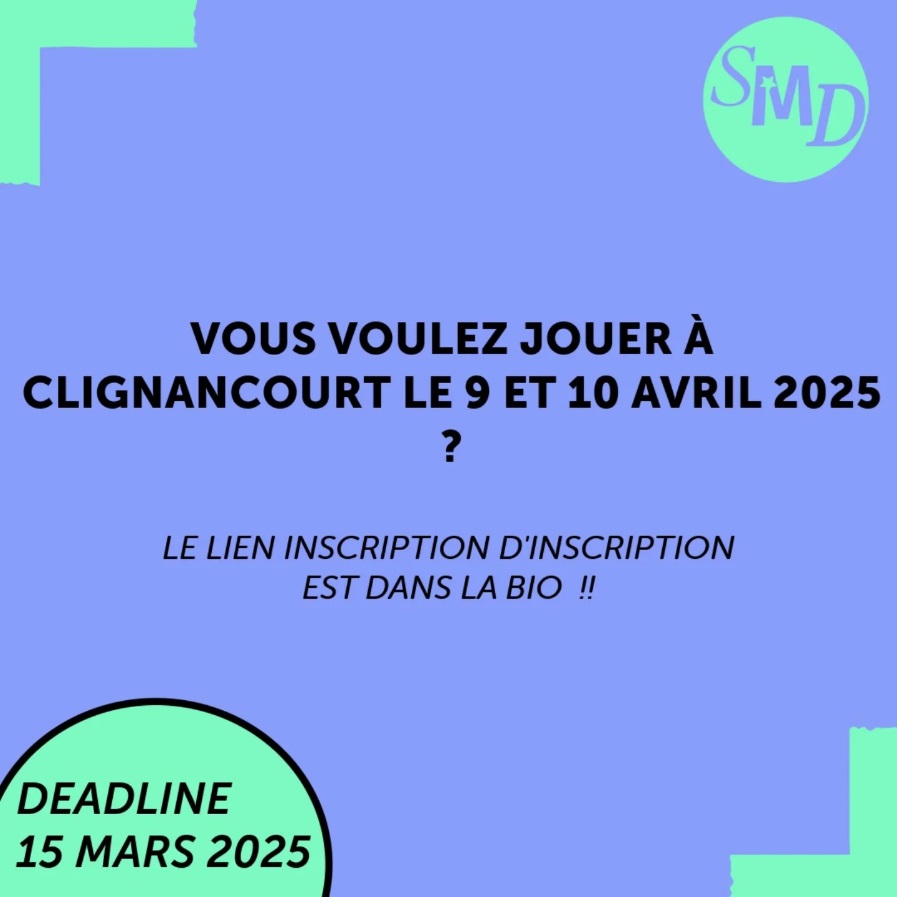 SMD
VOUS VOULEZ JOUER À
CLIGNANCOURT LE 9 ET 10 AVRIL 2025
?
LE LIEN INSCRIPTION D'INSCRIPTION
EST DANS LA BIO !!
DEADLINE
15 MARS 2025